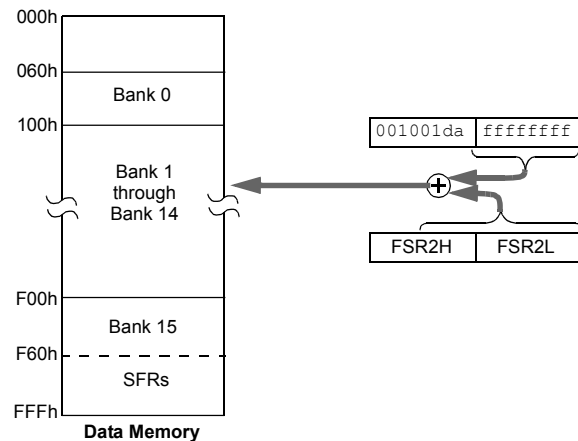 000h
060h
Bank 0
100h
001001da ffffffff
Bank 1
through
Bank 14
FSR2H FSR2L
F00h
Bank 15
F60h
SFRs
FFFh
Data Memory